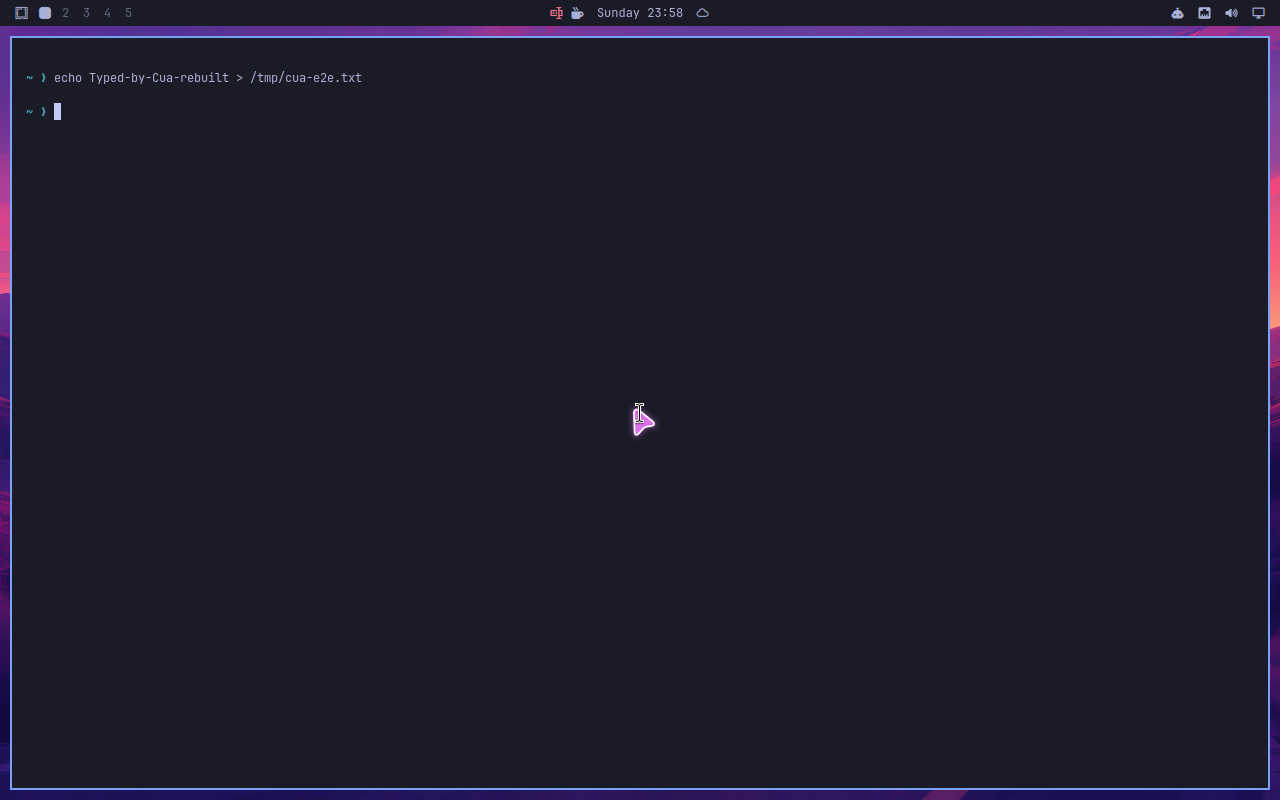 2 3 4 5 Sunday 23:58
~ ❯ echo Typed-by-Cua-rebuilt > /tmp/cua-e2e.txt
~ ❯